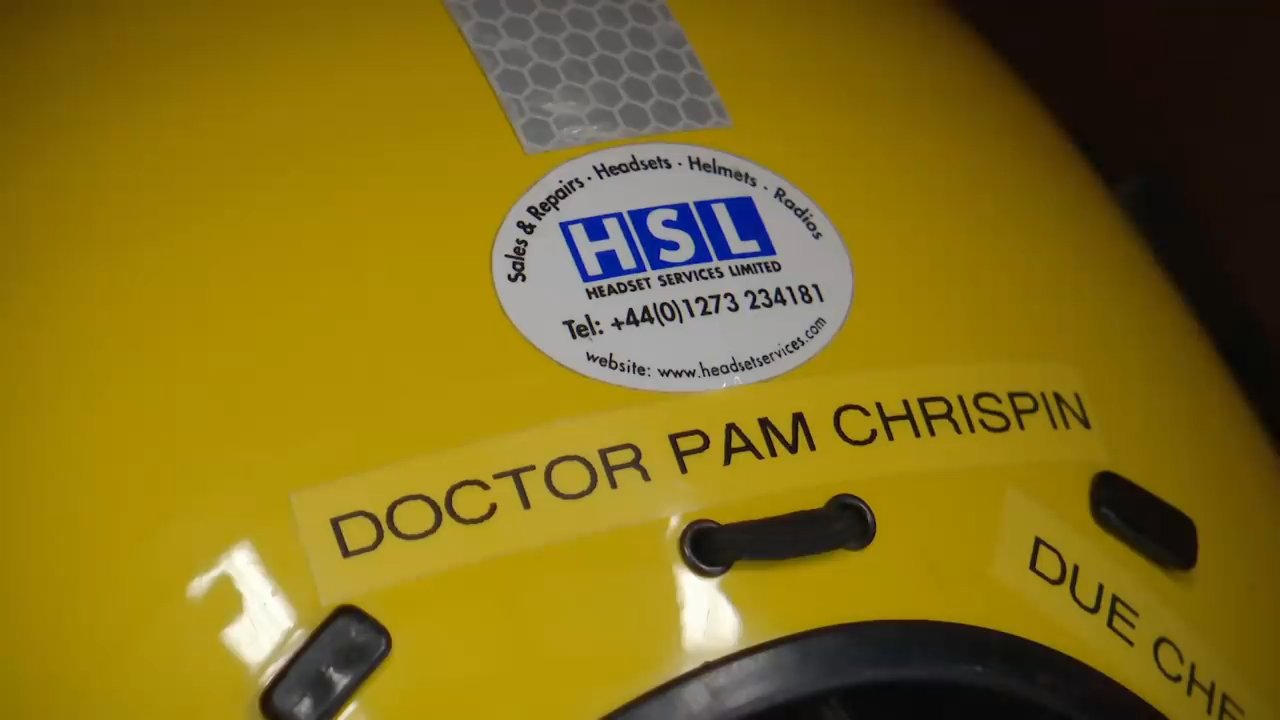 Sales & Repairs · Headsets · Helmets · Radios
HSL
HEADSET SERVICES LIMITED
Tel: +44(0)1273 234181
website: www.headsetservices.com
DOCTOR PAM CHRISPIN
DUE